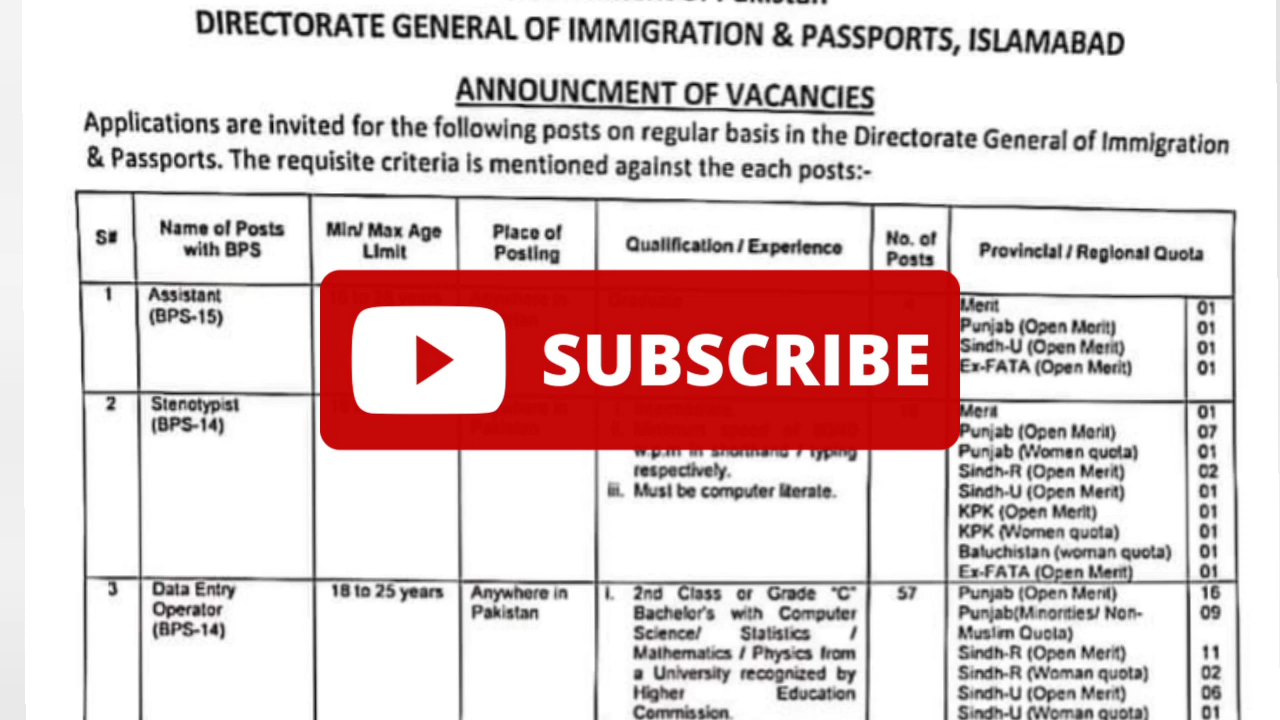 DIRECTORATE GENERAL OF IMMIGRATION & PASSPORTS, ISLAMABAD
ANNOUNCMENT OF VACANCIES
Applications are invited for the following posts on regular basis in the Directorate General of Immigration
& Passports. The requisite criteria is mentioned against the each posts:-
S#
Name of Posts
with BPS
Min/ Max Age
Limit
Place of
Posting
Qualification / Experience
No. of
Posts
Provincial / Regional Quota
1
Assistant
(BPS-15)
Merit 01
Punjab (Open Merit) 01
Sindh-U (Open Merit) 01
Ex-FATA (Open Merit) 01
SUBSCRIBE
2
Stenotypist
(BPS-14)
w.p.m in shorthand / typing
respectively.
iii. Must be computer literate.
Merit 01
Punjab (Open Merit) 07
Punjab (Women quota) 01
Sindh-R (Open Merit) 02
Sindh-U (Open Merit) 01
KPK (Open Merit) 01
KPK (Women quota) 01
Baluchistan (woman quota) 01
Ex-FATA (Open Merit) 01
3
Data Entry
Operator
(BPS-14)
18 to 25 years
Anywhere in
Pakistan
i. 2nd Class or Grade "C"
Bachelor's with Computer
Science/ Statistics /
Mathematics / Physics from
a University recognized by
Higher Education
Commission.
57
Punjab (Open Merit) 16
Punjab(Minorities/ Non- 09
Muslim Quota)
Sindh-R (Open Merit) 11
Sindh-R (Woman quota) 02
Sindh-U (Open Merit) 06
Sindh-U (Woman quota) 01